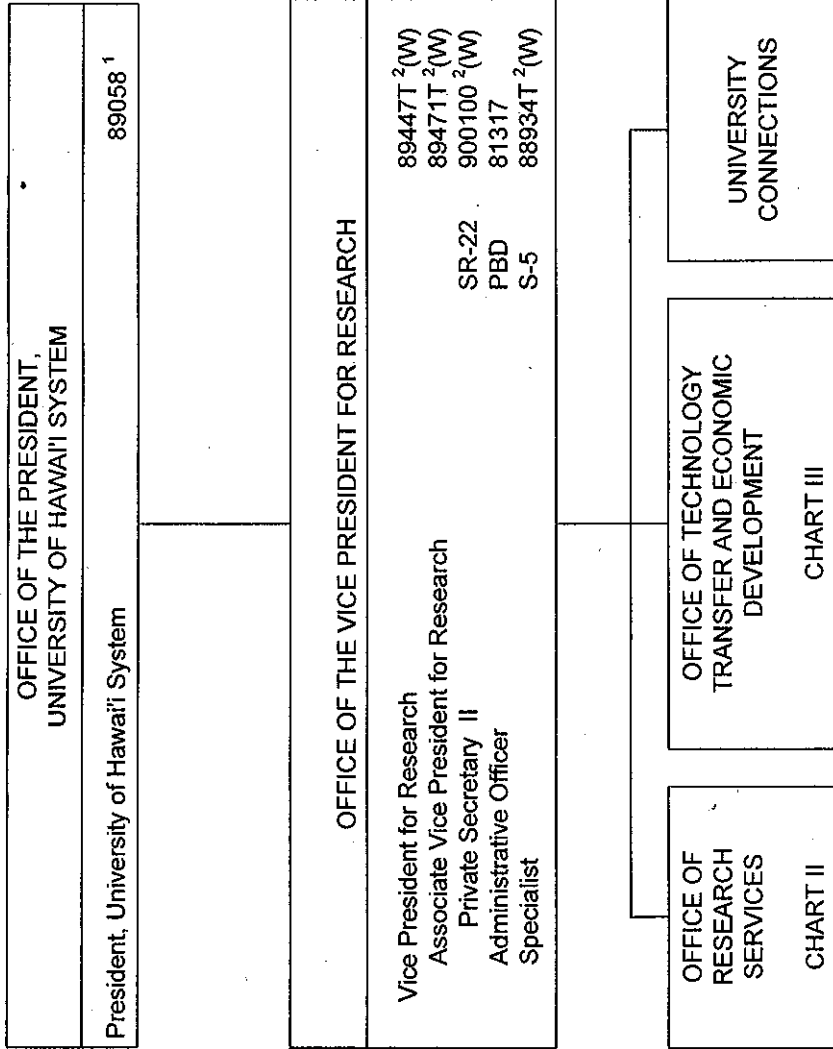 OFFICE OF THE PRESIDENT,
UNIVERSITY OF HAWAI'I SYSTEM
President, University of Hawai'i System 89058 1
OFFICE OF THE VICE PRESIDENT FOR RESEARCH
Vice President for Research 89447T 2(W)
Associate Vice President for Research 89471T 2(W)
Private Secretary II SR-22 900100 2(W)
Administrative Officer PBD 81317
Specialist S-5 88934T 2(W)
OFFICE OF
RESEARCH
SERVICES
CHART II
OFFICE OF TECHNOLOGY
TRANSFER AND ECONOMIC
DEVELOPMENT
CHART III
UNIVERSITY
CONNECTIONS